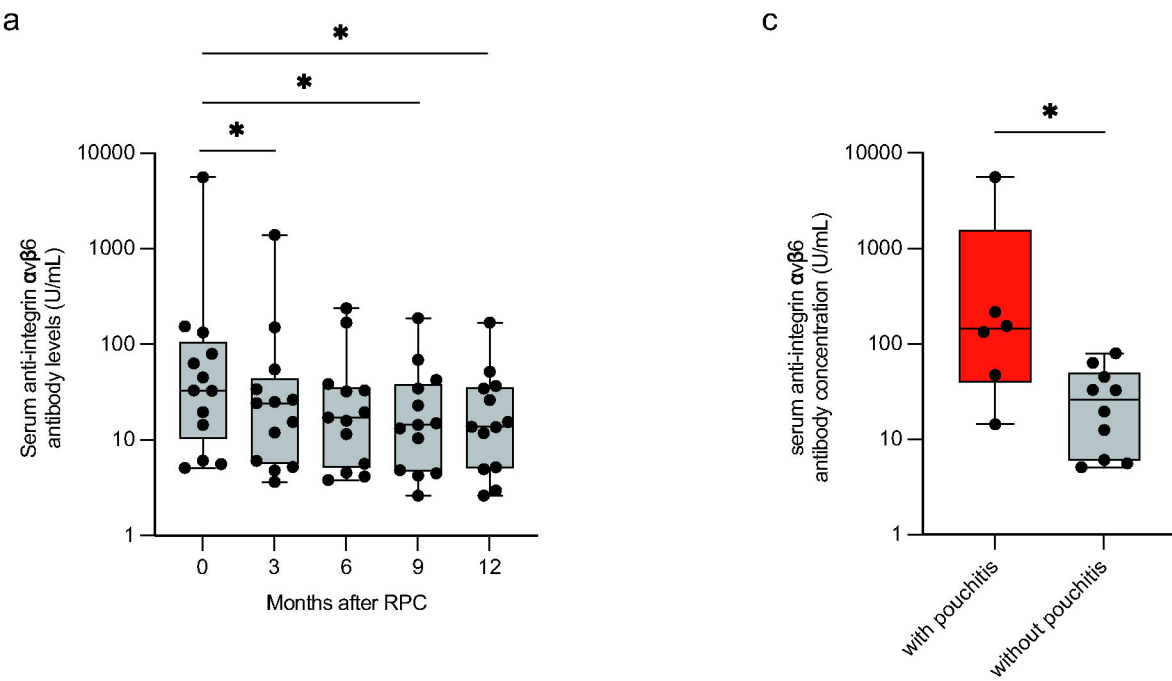 a
c
*
*
*
*
10000
1000
100
10
1
Serum anti-integrin αvβ6
antibody levels (U/mL)
0 3 6 9 12
Months after RPC
10000
1000
100
10
1
serum anti-integrin αvβ6
antibody concentration (U/mL)
with pouchitis
without pouchitis